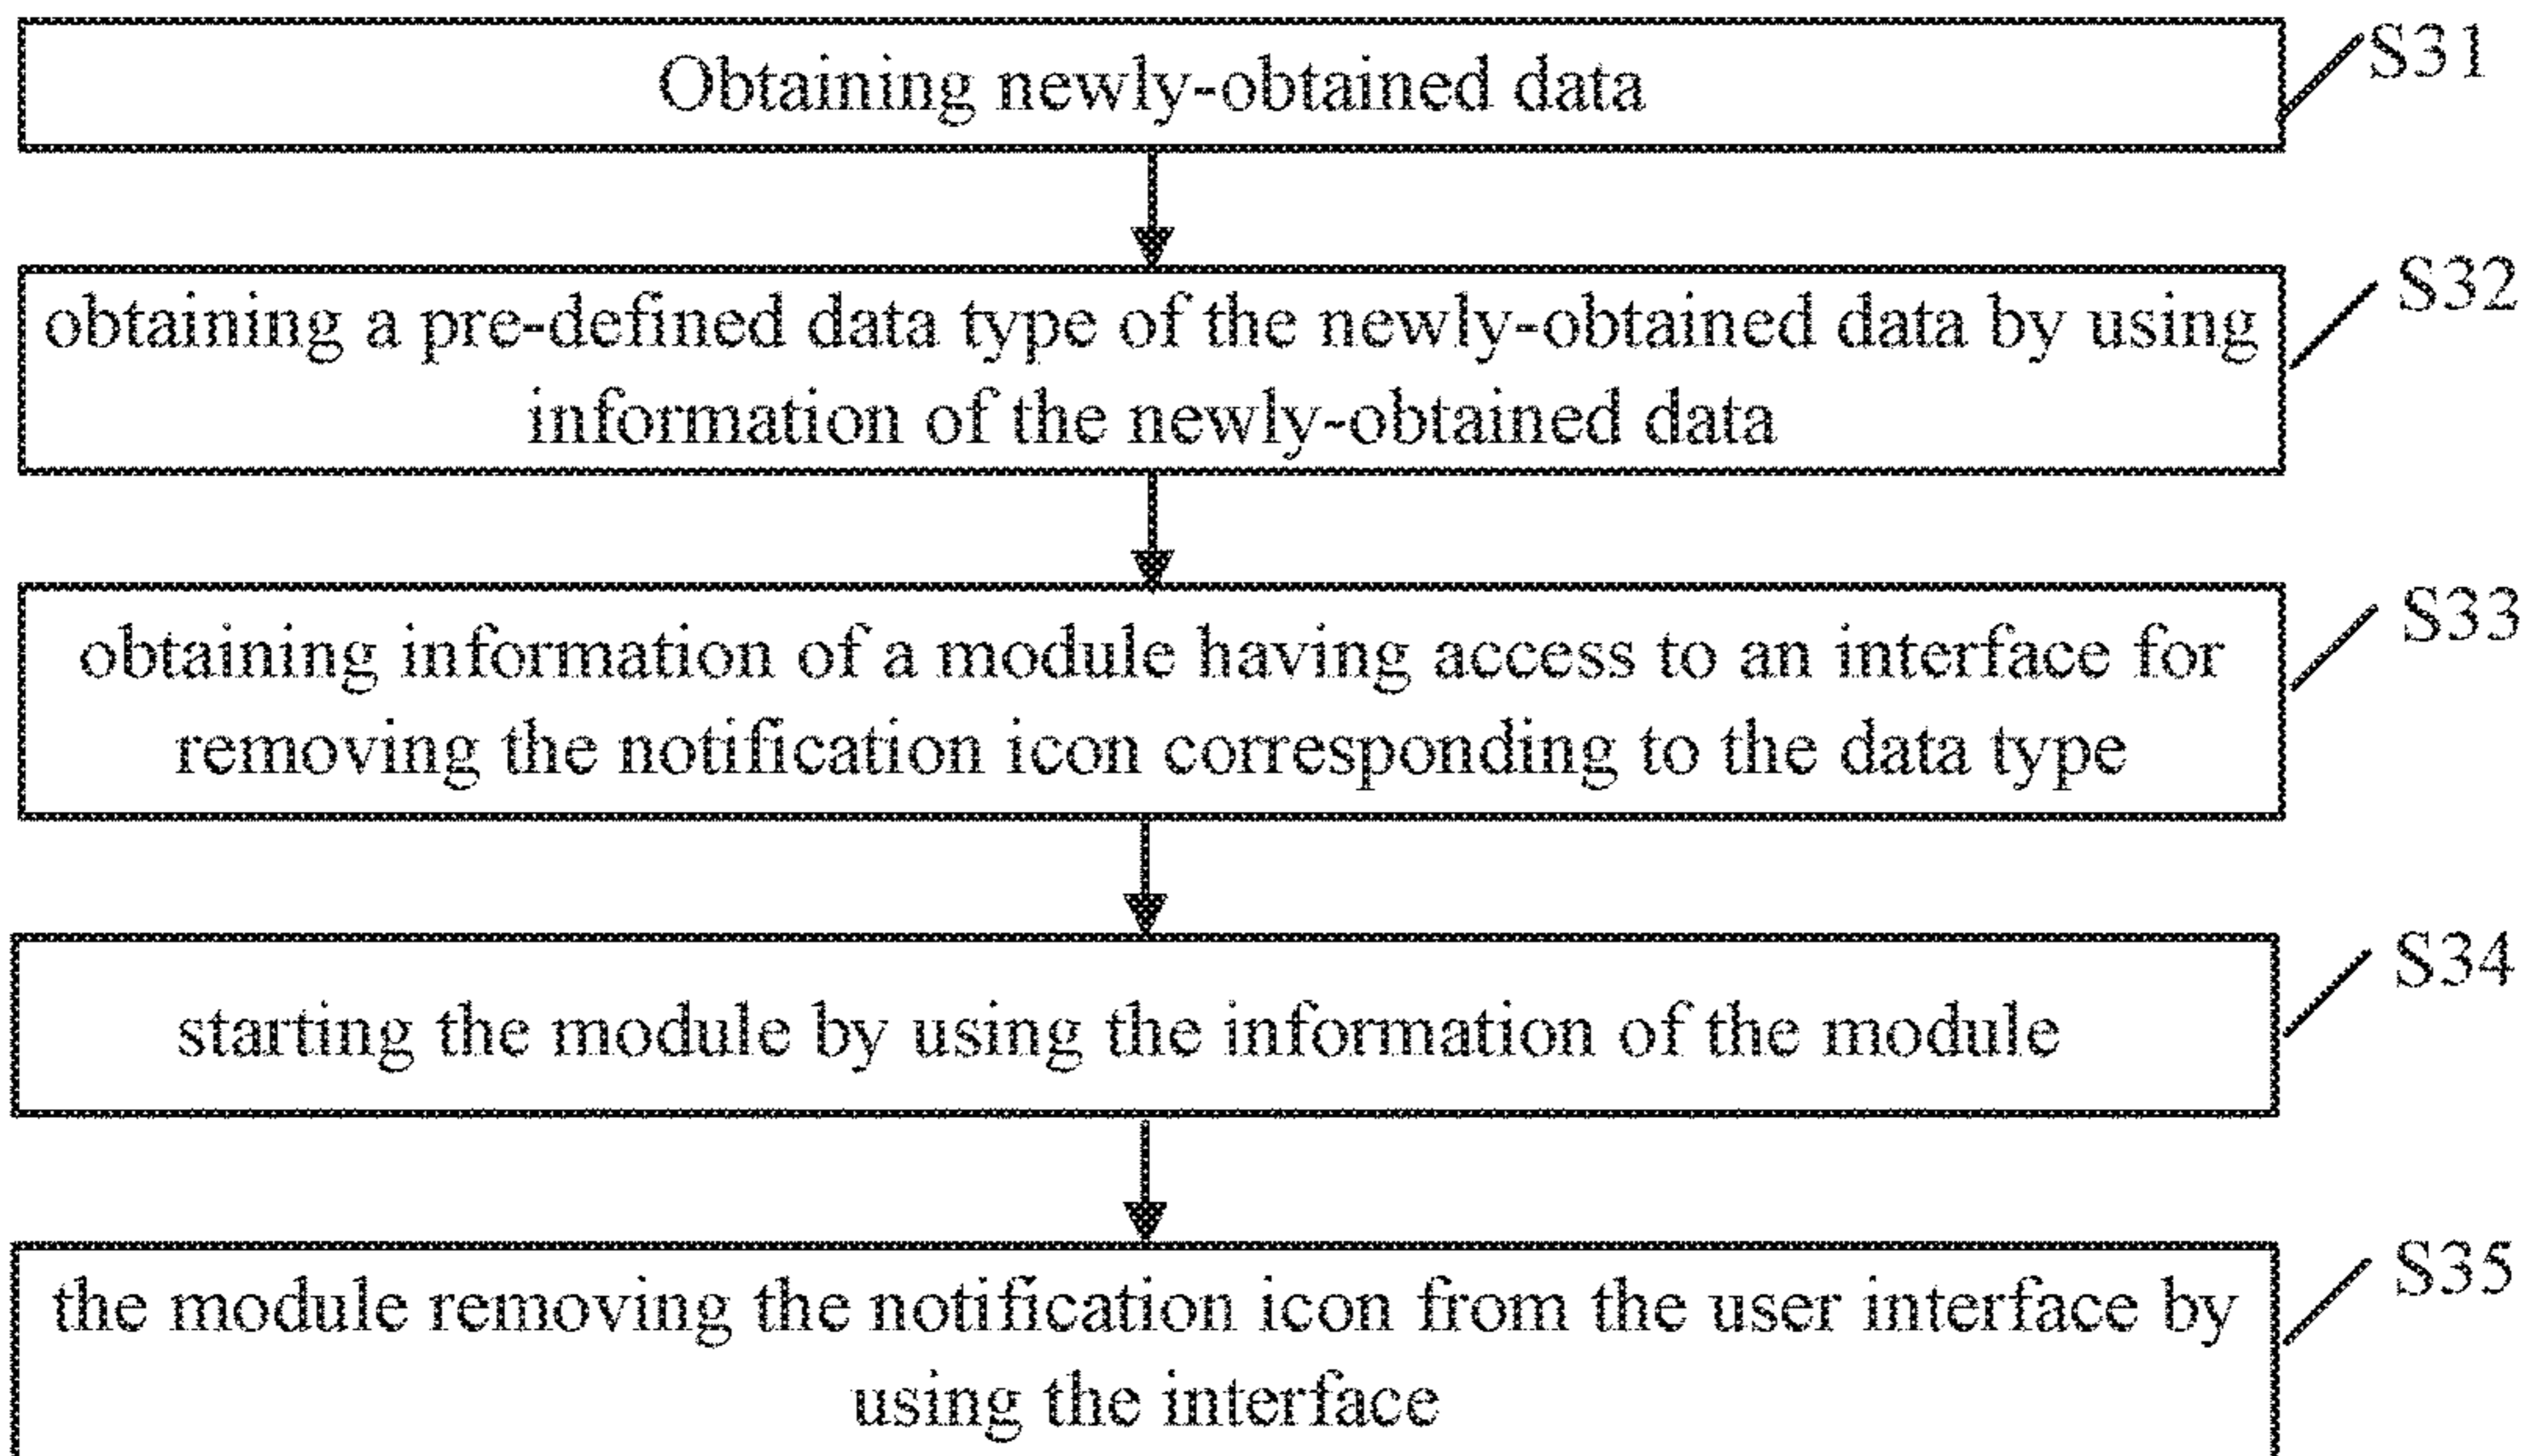 Obtaining newly-obtained data
S31
obtaining a pre-defined data type of the newly-obtained data by using
information of the newly-obtained data
S32
obtaining information of a module having access to an interface for
removing the notification icon corresponding to the data type
S33
starting the module by using the information of the module
S34
the module removing the notification icon from the user interface by
using the interface
S35